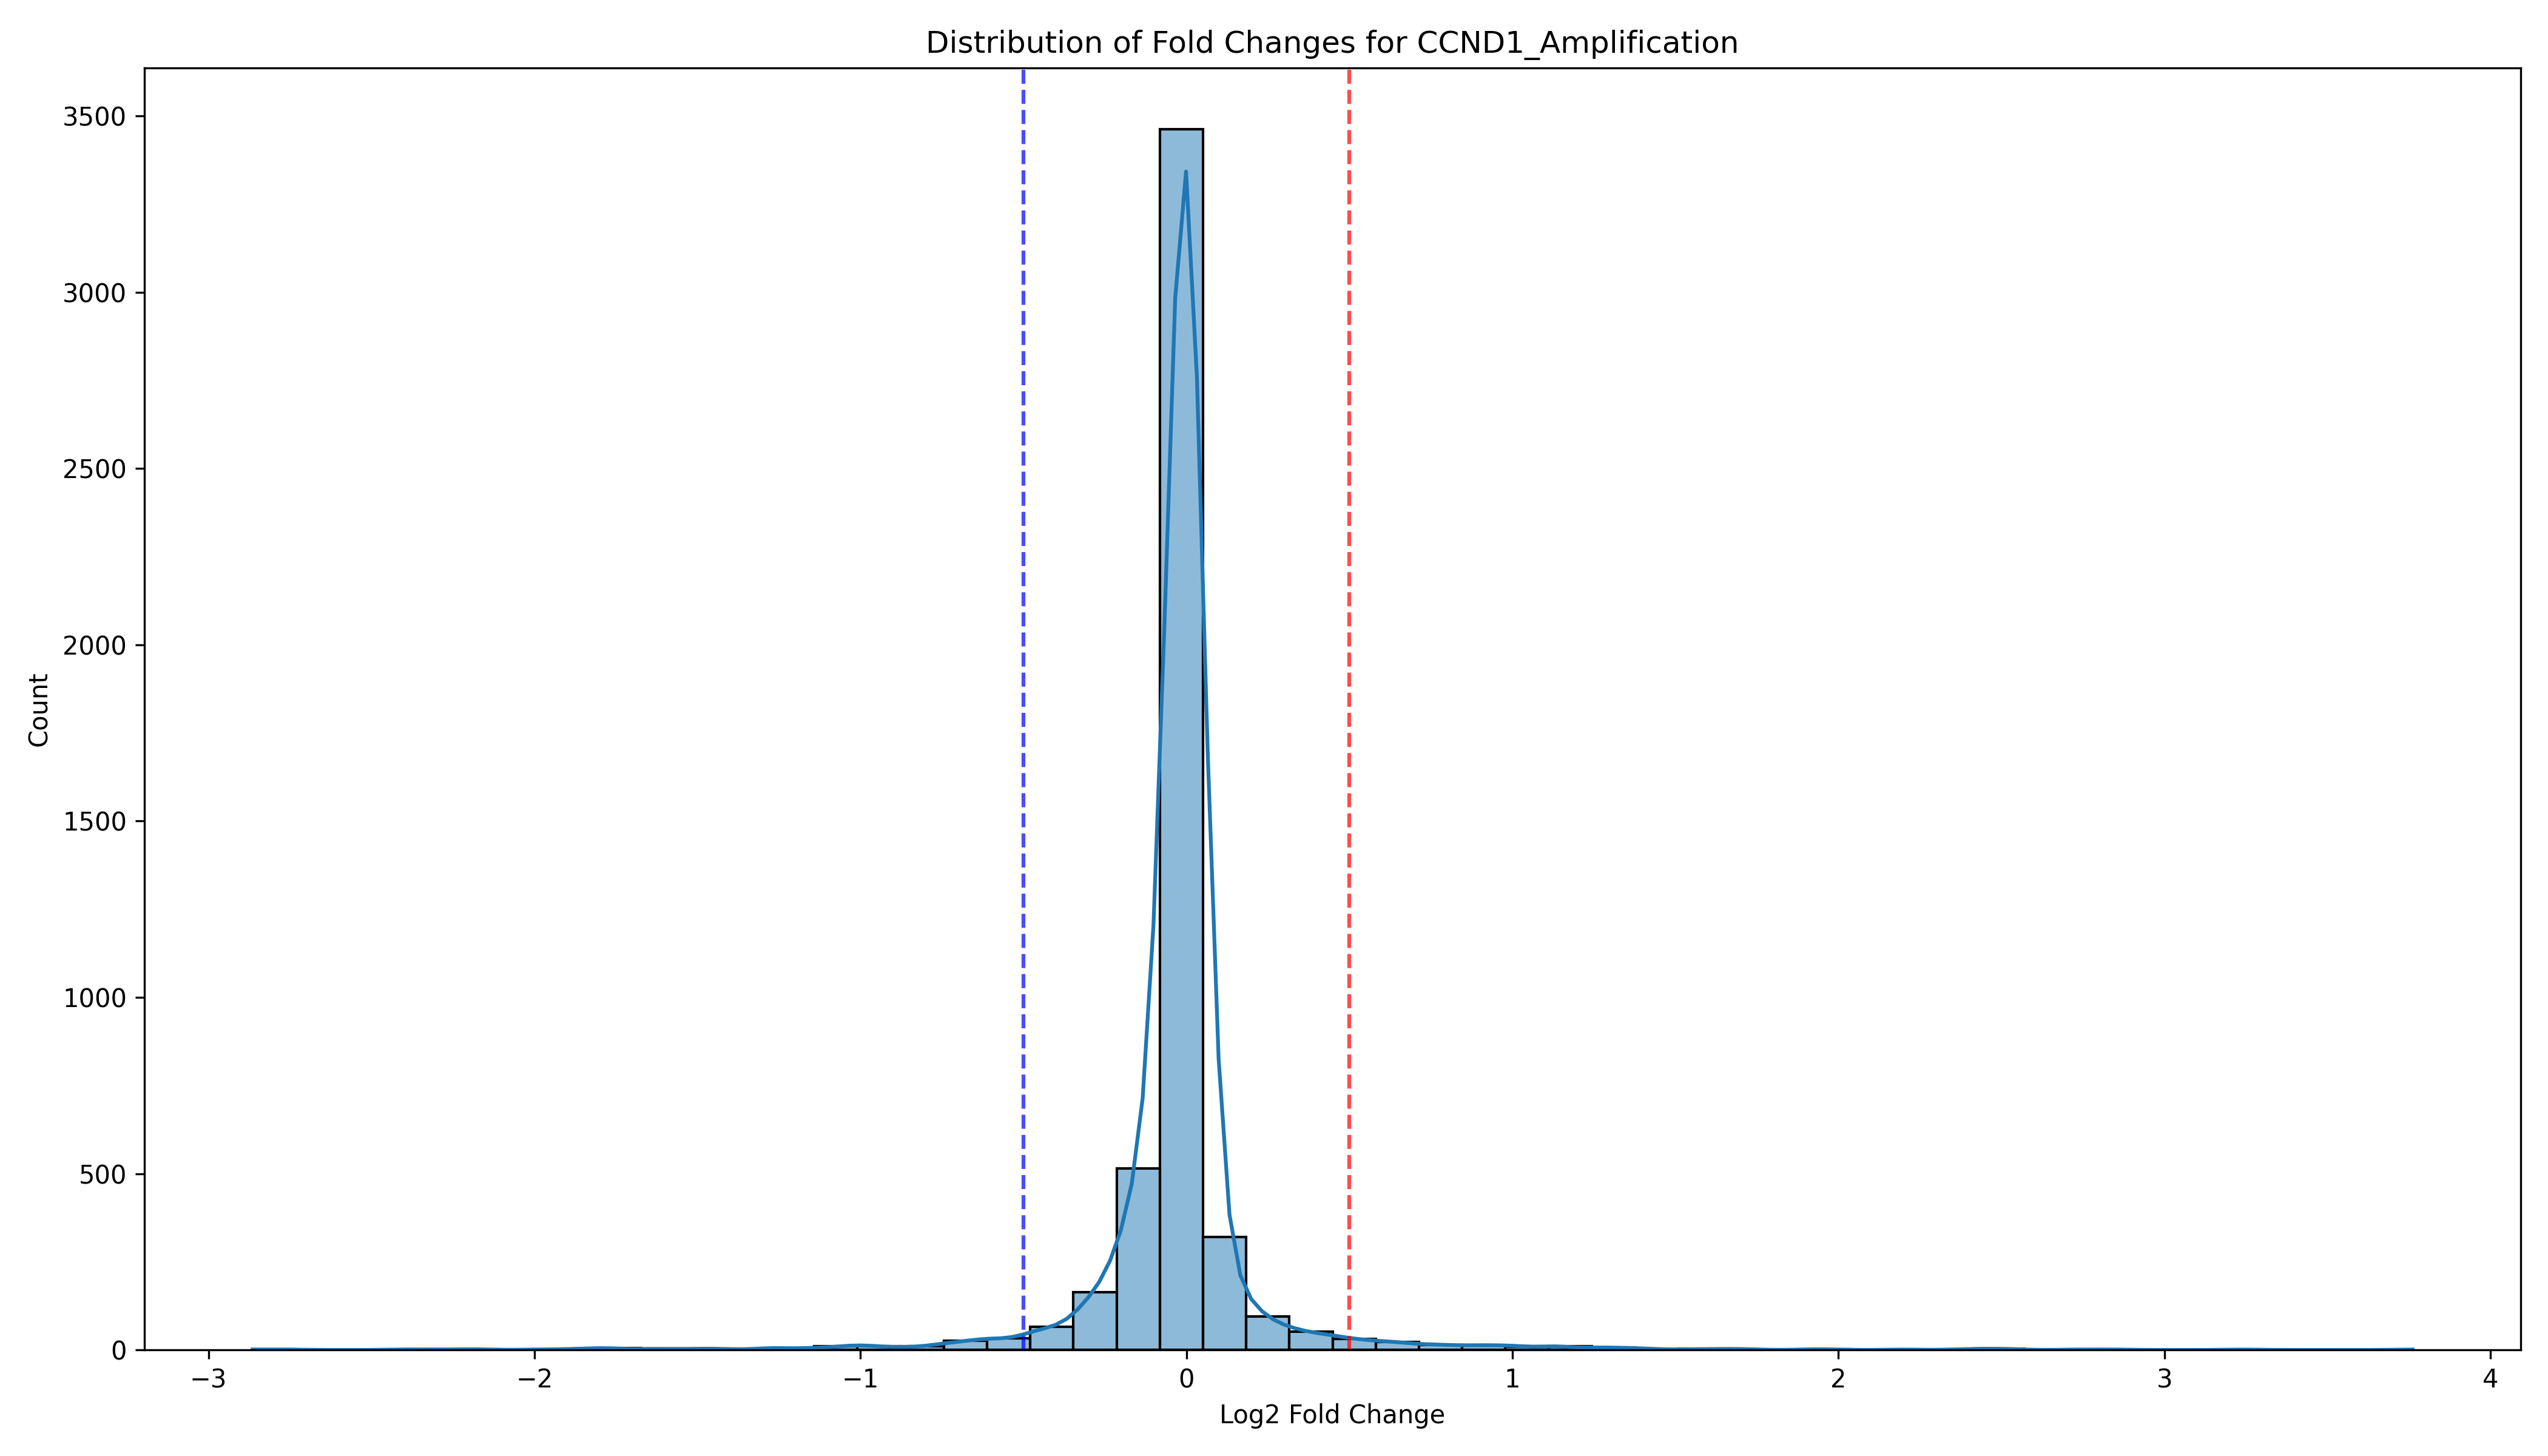 Distribution of Fold Changes for CCND1_Amplification
3500
3000
2500
2000
1500
1000
500
0
Count
−3 −2 −1 0 1 2 3 4
Log2 Fold Change